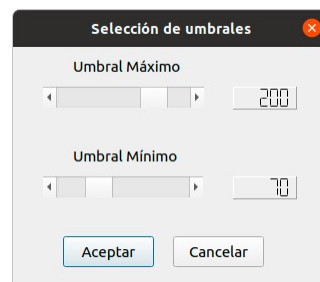 Selección de umbrales
Umbral Máximo
200
Umbral Mínimo
70
Aceptar Cancelar